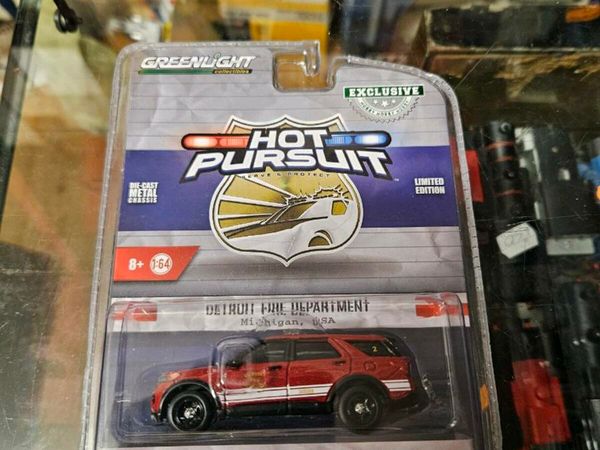 GREENLIGHT
collectibles
EXCLUSIVE
HOT
PURSUIT
SERVE & PROTECT
DIE-CAST
METAL
CHASSIS
LIMITED
EDITION
8+ 1:64
DETROIT FIRE DEPARTMENT
Michigan, USA
2